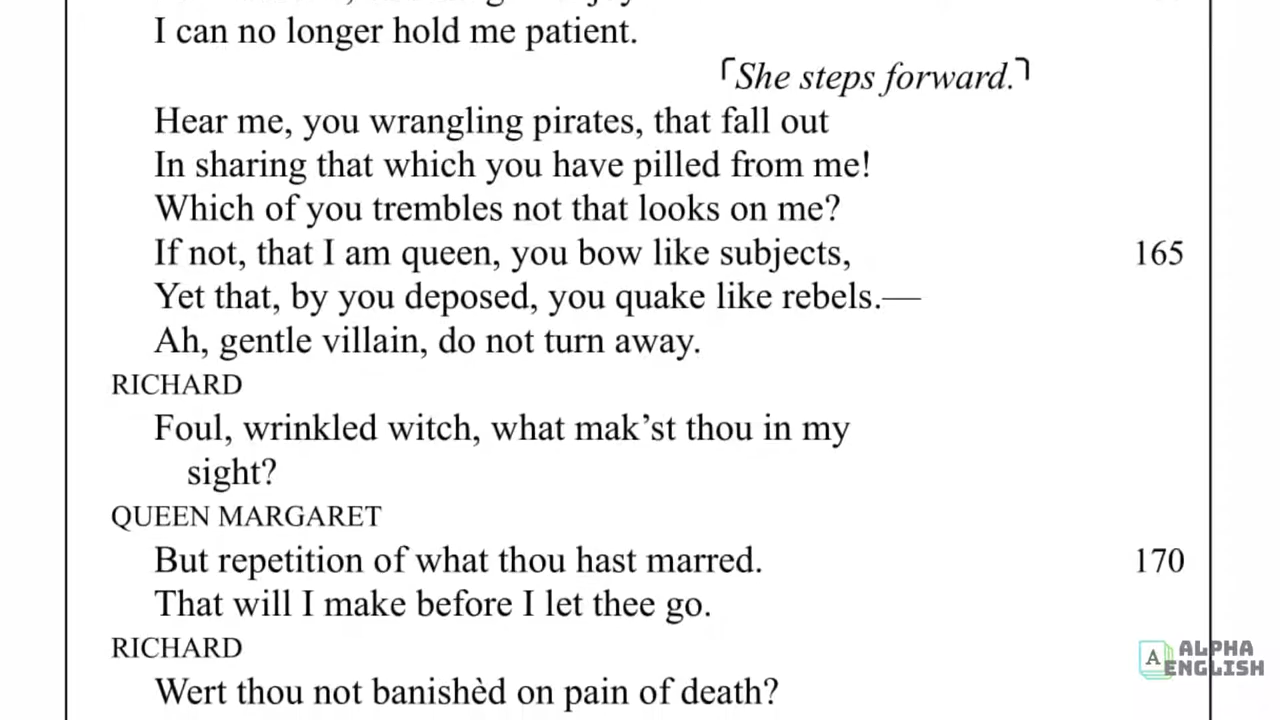 I can no longer hold me patient.
⌜She steps forward.⌝
Hear me, you wrangling pirates, that fall out
In sharing that which you have pilled from me!
Which of you trembles not that looks on me?
If not, that I am queen, you bow like subjects, 165
Yet that, by you deposed, you quake like rebels.—
Ah, gentle villain, do not turn away.
RICHARD
Foul, wrinkled witch, what mak’st thou in my
sight?
QUEEN MARGARET
But repetition of what thou hast marred. 170
That will I make before I let thee go.
RICHARD
Wert thou not banishèd on pain of death?
A ALPHA
ENGLISH